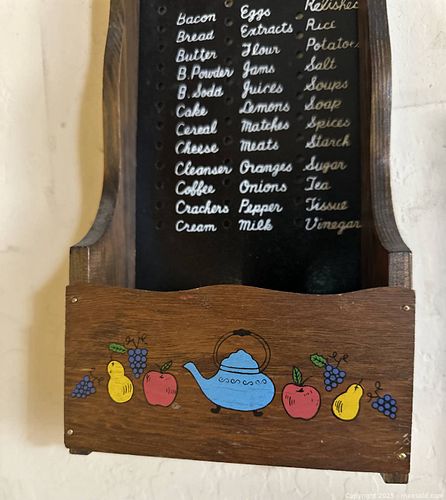 Bacon Eggs Relishes
Bread Extracts Rice
Butter Flour Potatoes
B.Powder Jams Salt
B.Soda Juices Soups
Cake Lemons Soap
Cereal Matches Spices
Cheese Meats Starch
Cleanser Oranges Sugar
Coffee Onions Tea
Crackers Pepper Tissue
Cream Milk Vinegar